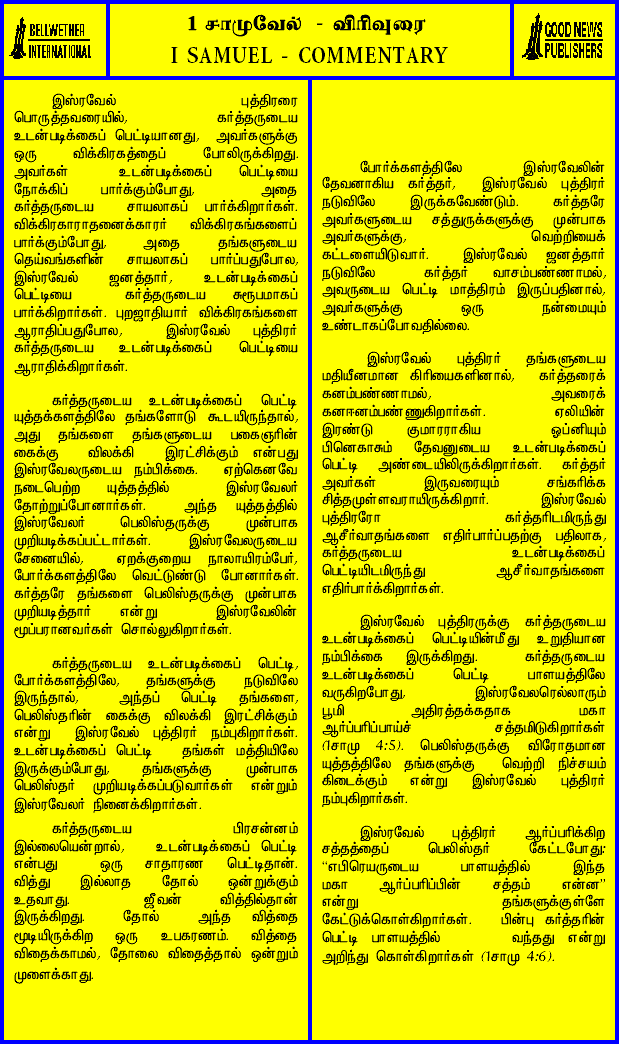 BELLWETHER
INTERNATIONAL
1 சாமுவேல் - விரிவுரை
I SAMUEL - COMMENTARY
GOOD NEWS
PUBLISHERS
இஸ்ரவேல் புத்திரரை
பொருத்தவரையில், கர்த்தருடைய
உடன்படிக்கைப் பெட்டியானது, அவர்களுக்கு
ஒரு விக்கிரகத்தைப் போலிருக்கிறது.
அவர்கள் உடன்படிக்கைப் பெட்டியை
நோக்கிப் பார்க்கும்போது, அதை
கர்த்தருடைய சாயலாகப் பார்க்கிறார்கள்.
விக்கிரகாராதனைக்காரர் விக்கிரகங்களைப்
பார்க்கும்போது, அதை தங்களுடைய
தெய்வங்களின் சாயலாகப் பார்ப்பதுபோல,
இஸ்ரவேல் ஜனத்தார், உடன்படிக்கைப்
பெட்டியை கர்த்தருடைய சுரூபமாகப்
பார்க்கிறார்கள். புறஜாதியார் விக்கிரகங்களை
ஆராதிப்பதுபோல, இஸ்ரவேல் புத்திரர்
கர்த்தருடைய உடன்படிக்கைப் பெட்டியை
ஆராதிக்கிறார்கள்.
கர்த்தருடைய உடன்படிக்கைப் பெட்டி
யுத்தக்களத்திலே தங்களோடு கூடயிருந்தால்,
அது தங்களை தங்களுடைய பகைஞரின்
கைக்கு விலக்கி இரட்சிக்கும் என்பது
இஸ்ரவேலருடைய நம்பிக்கை. ஏற்கெனவே
நடைபெற்ற யுத்தத்தில் இஸ்ரவேலர்
தோற்றுப்போனார்கள். அந்த யுத்தத்தில்
இஸ்ரவேலர் பெலிஸ்தருக்கு முன்பாக
முறியடிக்கப்பட்டார்கள். இஸ்ரவேலருடைய
சேனையில், ஏறக்குறைய நாலாயிரம்பேர்,
போர்க்களத்திலே வெட்டுண்டு போனார்கள்.
கர்த்தரே தங்களை பெலிஸ்தருக்கு முன்பாக
முறியடித்தார் என்று இஸ்ரவேலின்
மூப்பரானவர்கள் சொல்லுகிறார்கள்.
கர்த்தருடைய உடன்படிக்கைப் பெட்டி,
போர்க்களத்திலே, தங்களுக்கு நடுவிலே
இருந்தால், அந்தப் பெட்டி தங்களை,
பெலிஸ்தரின் கைக்கு விலக்கி இரட்சிக்கும்
என்று இஸ்ரவேல் புத்திரர் நம்புகிறார்கள்.
உடன்படிக்கைப் பெட்டி தங்கள் மத்தியிலே
இருக்கும்போது, தங்களுக்கு முன்பாக
பெலிஸ்தர் முறியடிக்கப்படுவார்கள் என்றும்
இஸ்ரவேலர் நினைக்கிறார்கள்.
கர்த்தருடைய பிரசன்னம்
இல்லையென்றால், உடன்படிக்கைப் பெட்டி
என்பது ஒரு சாதாரண பெட்டிதான்.
வித்து இல்லாத தோல் ஒன்றுக்கும்
உதவாது. ஜீவன் வித்தில்தான்
இருக்கிறது. தோல் அந்த வித்தை
மூடியிருக்கிற ஒரு உபகரணம். வித்தை
விதைக்காமல், தோலை விதைத்தால் ஒன்றும்
முளைக்காது.
போர்க்களத்திலே இஸ்ரவேலின்
தேவனாகிய கர்த்தர், இஸ்ரவேல் புத்திரர்
நடுவிலே இருக்கவேண்டும். கர்த்தரே
அவர்களுடைய சத்துருக்களுக்கு முன்பாக
அவர்களுக்கு, வெற்றியைக்
கட்டளையிடுவார். இஸ்ரவேல் ஜனத்தார்
நடுவிலே கர்த்தர் வாசம்பண்ணாமல்,
அவருடைய பெட்டி மாத்திரம் இருப்பதினால்,
அவர்களுக்கு ஒரு நன்மையும்
உண்டாகப்போவதில்லை.
இஸ்ரவேல் புத்திரர் தங்களுடைய
மதியீனமான கிரியைகளினால், கர்த்தரைக்
கனம்பண்ணாமல், அவரைக்
கனஈனம்பண்ணுகிறார்கள். ஏலியின்
இரண்டு குமாரராகிய ஓப்னியும்
பினெகாசும் தேவனுடைய உடன்படிக்கைப்
பெட்டி அண்டையிலிருக்கிறார்கள். கர்த்தர்
அவர்கள் இருவரையும் சங்கரிக்க
சித்தமுள்ளவராயிருக்கிறார். இஸ்ரவேல்
புத்திரரோ கர்த்தரிடமிருந்து
ஆசீர்வாதங்களை எதிர்பார்ப்பதற்கு பதிலாக,
கர்த்தருடைய உடன்படிக்கைப்
பெட்டியிடமிருந்து ஆசீர்வாதங்களை
எதிர்பார்க்கிறார்கள்.
இஸ்ரவேல் புத்திரருக்கு கர்த்தருடைய
உடன்படிக்கைப் பெட்டியின்மீது உறுதியான
நம்பிக்கை இருக்கிறது. கர்த்தருடைய
உடன்படிக்கைப் பெட்டி பாளயத்திலே
வருகிறபோது, இஸ்ரவேலரெல்லாரும்
பூமி அதிரத்தக்கதாக மகா
ஆர்ப்பரிப்பாய்ச் சத்தமிடுகிறார்கள்
(1சாமு 4:5). பெலிஸ்தருக்கு விரோதமான
யுத்தத்திலே தங்களுக்கு வெற்றி நிச்சயம்
கிடைக்கும் என்று இஸ்ரவேல் புத்திரர்
நம்புகிறார்கள்.
இஸ்ரவேல் புத்திரர் ஆர்ப்பரிக்கிற
சத்தத்தைப் பெலிஸ்தர் கேட்டபோது:
"எபிரெயருடைய பாளயத்தில் இந்த
மகா ஆர்ப்பரிப்பின் சத்தம் என்ன"
என்று தங்களுக்குள்ளே
கேட்டுக்கொள்கிறார்கள். பின்பு கர்த்தரின்
பெட்டி பாளயத்தில் வந்தது என்று
அறிந்து கொள்கிறார்கள் (1சாமு 4:6).